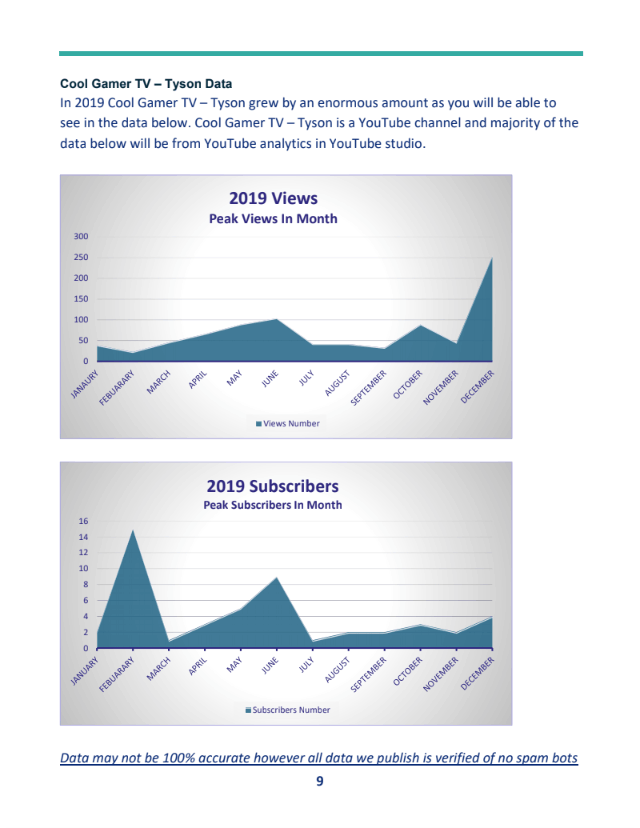 Cool Gamer TV – Tyson Data
In 2019 Cool Gamer TV – Tyson grew by an enormous amount as you will be able to
see in the data below. Cool Gamer TV – Tyson is a YouTube channel and majority of the
data below will be from YouTube analytics in YouTube studio.
2019 Views
Peak Views In Month
300
250
200
150
100
50
0
JANAURY
FEBUARARY
MARCH
APRIL
MAY
JUNE
JULY
AUGUST
SEPTEMBER
OCTOBER
NOVEMBER
DECEMBER
Views Number
2019 Subscribers
Peak Subscribers In Month
16
14
12
10
8
6
4
2
0
JANUARY
FEBUARARY
MARCH
APRIL
MAY
JUNE
JULY
AUGUST
SEPTEMBER
OCTOBER
NOVEMBER
DECEMBER
Subscribers Number
Data may not be 100% accurate however all data we publish is verified of no spam bots
9